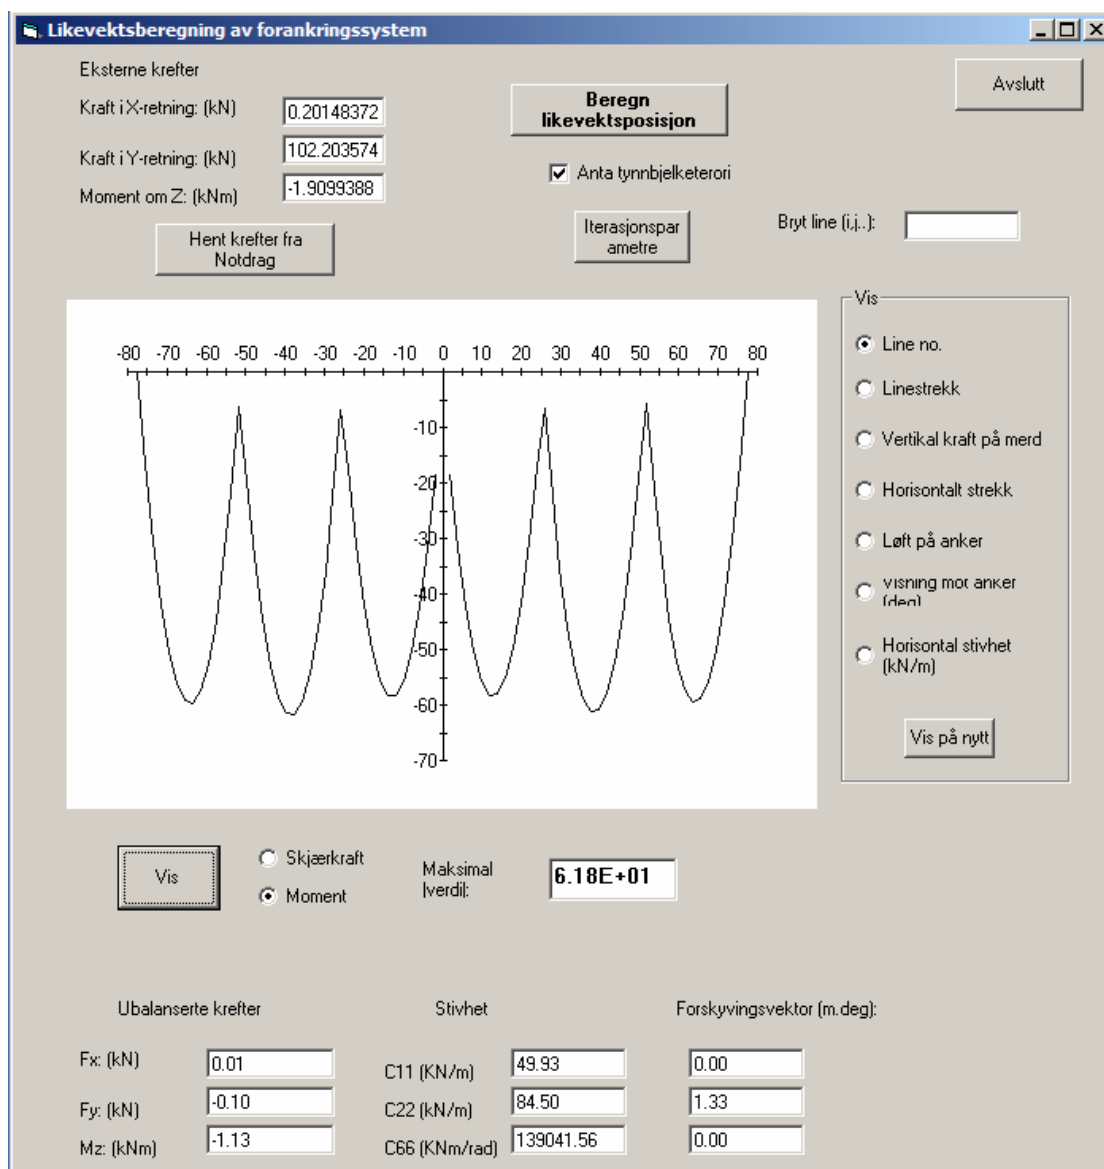 Likevektsberegning av forankringssystem
Eksterne krefter
Kraft i X-retning: (kN)
0.20148372
Kraft i Y-retning: (kN)
102.203574
Moment om Z: (kNm)
-1.9099388
Hent krefter fra
Notdrag
Beregn
likevektsposisjon
Anta tynnbjelketerori
Iterasjonspar
ametre
Avslutt
Bryt line (i,j..):
-80 -70 -60 -50 -40 -30 -20 -10 0 10 20 30 40 50 60 70 80
-10
-20
-30
-40
-50
-60
-70
Vis
Line no.
Linestrekk
Vertikal kraft på merd
Horisontalt strekk
Løft på anker
Visning mot anker
(deg)
Horisontal stivhet
(kN/m)
Vis på nytt
Vis
Skjærkraft
Moment
Maksimal
|verdi|:
6.18E+01
Ubalanserte krefter
Fx: (kN)
0.01
Fy: (kN)
-0.10
Mz: (kNm)
-1.13
Stivhet
C11 (KN/m)
49.93
C22 (kN/m)
84.50
C66 (KNm/rad)
139041.56
Forskyvingsvektor (m.deg):
0.00
1.33
0.00